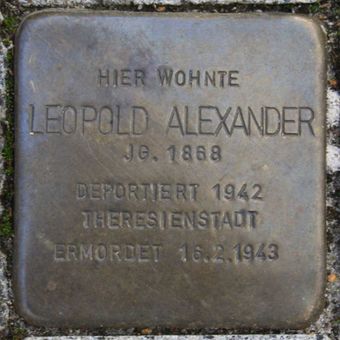 HIER WOHNTE
LEOPOLD ALEXANDER
JG. 1868
DEPORTIERT 1942
THERESIENSTADT
ERMORDET 16.2.1943